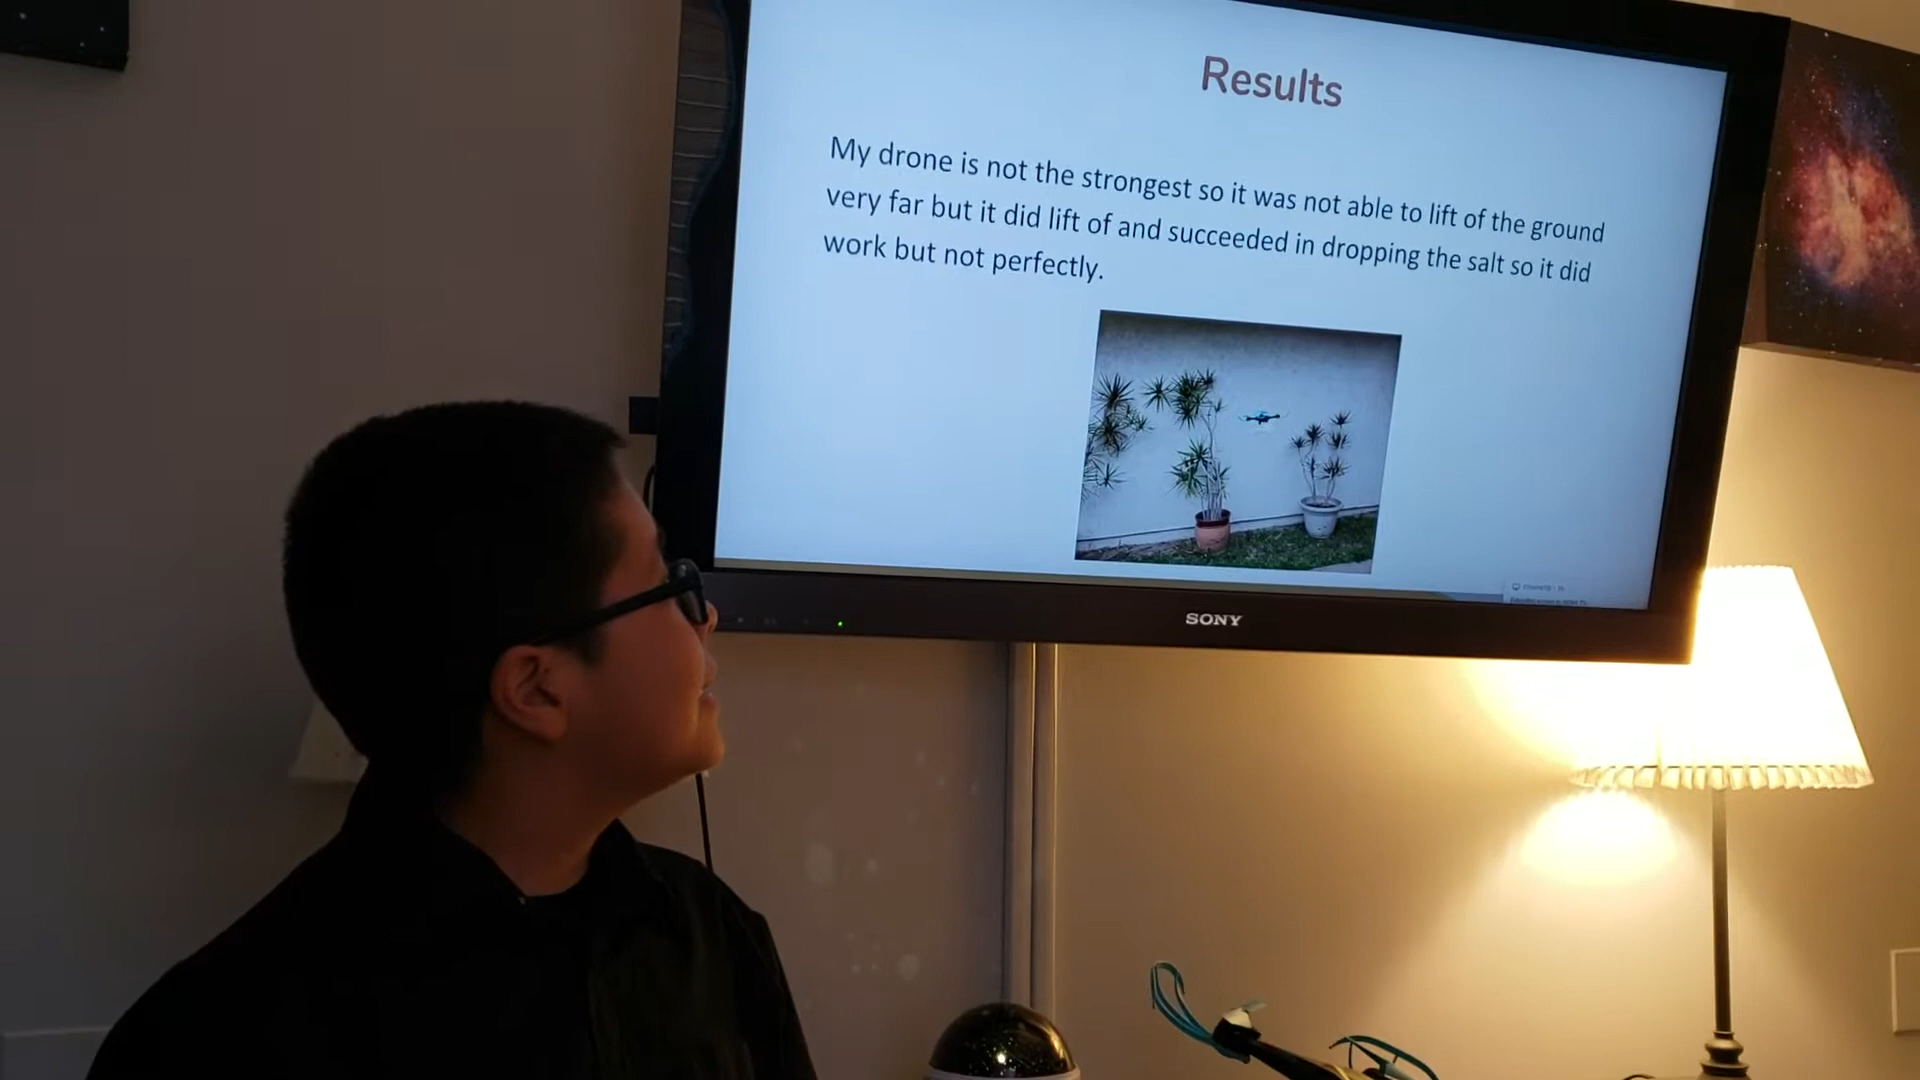 Results
My drone is not the strongest so it was not able to lift of the ground
very far but it did lift of and succeeded in dropping the salt so it did
work but not perfectly.
SONY